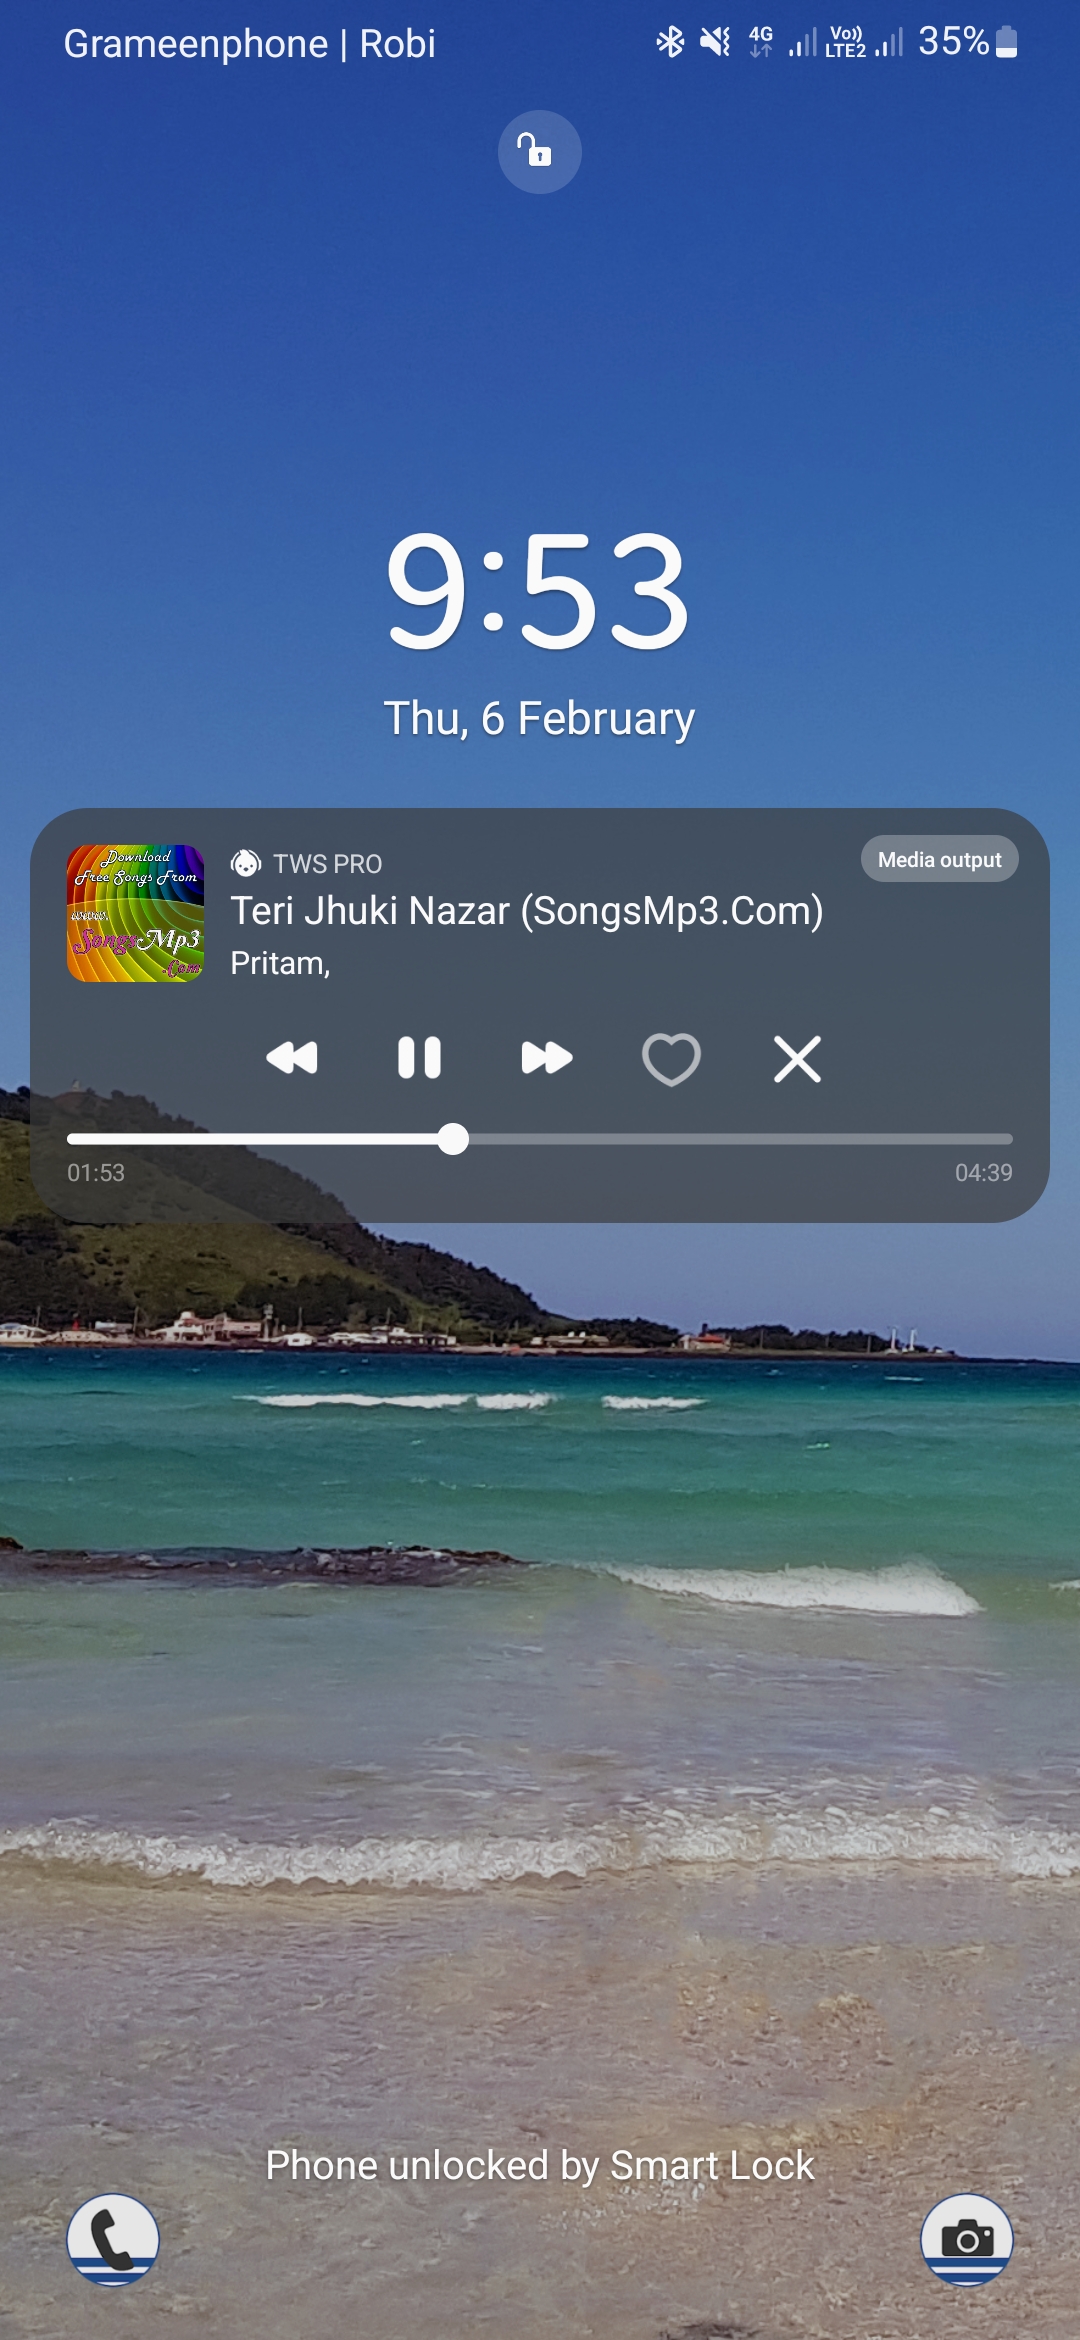 Grameenphone | Robi
4G Vo)) LTE2 35%
9:53
Thu, 6 February
Download
Free Songs From
www.
SongsMp3
.Com
TWS PRO
Media output
Teri Jhuki Nazar (SongsMp3.Com)
Pritam,
01:53
04:39
Phone unlocked by Smart Lock